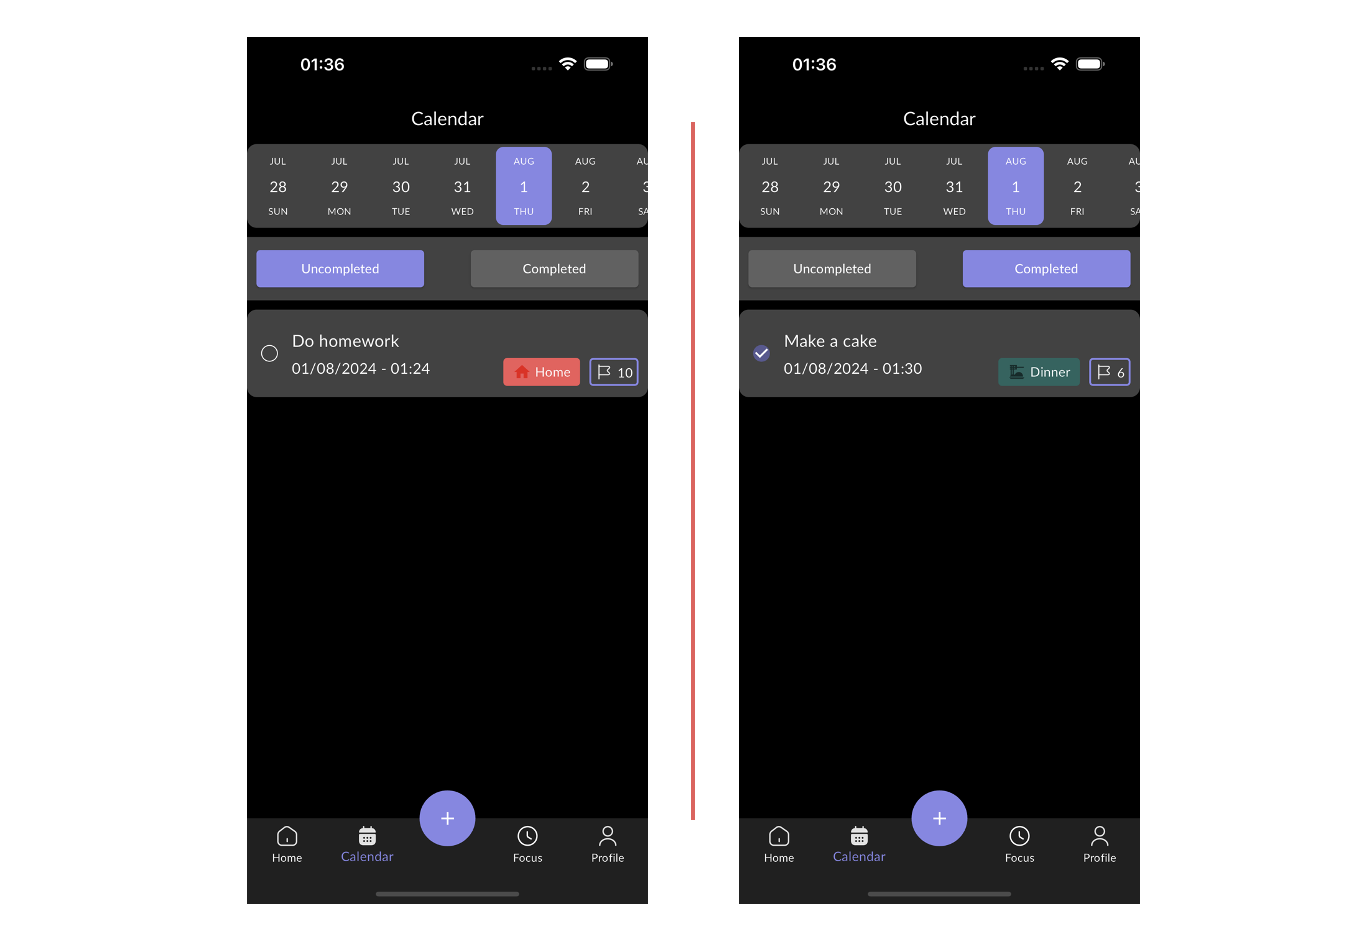 01:36
Calendar
JUL JUL JUL JUL AUG AUG AU
28 29 30 31 1 2 3
SUN MON TUE WED THU FRI SA
Uncompleted Completed
Do homework
01/08/2024 - 01:24
Home 10
+
Home Calendar Focus Profile
01:36
Calendar
JUL JUL JUL JUL AUG AUG AU
28 29 30 31 1 2 3
SUN MON TUE WED THU FRI SA
Uncompleted Completed
Make a cake
01/08/2024 - 01:30
Dinner 6
+
Home Calendar Focus Profile